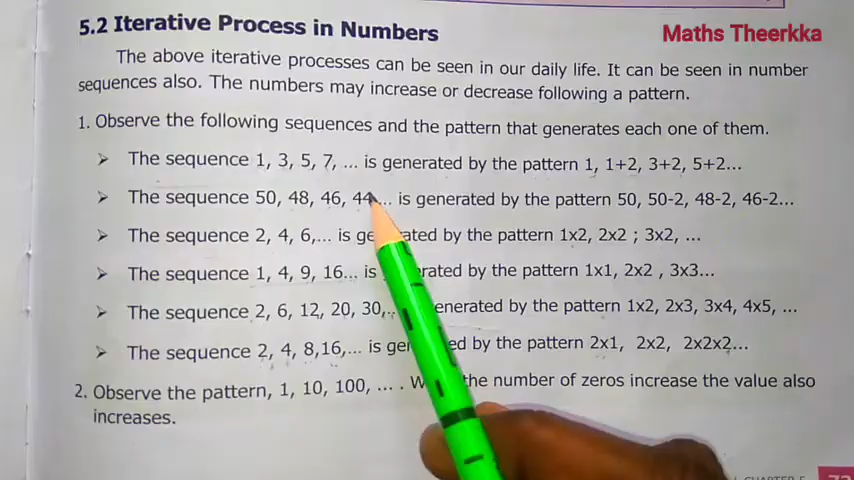 5.2 Iterative Process in Numbers
Maths Theerkka
The above iterative processes can be seen in our daily life. It can be seen in number
sequences also. The numbers may increase or decrease following a pattern.
1. Observe the following sequences and the pattern that generates each one of them.
➢ The sequence 1, 3, 5, 7, ... is generated by the pattern 1, 1+2, 3+2, 5+2...
➢ The sequence 50, 48, 46, 44... is generated by the pattern 50, 50-2, 48-2, 46-2...
➢ The sequence 2, 4, 6,... is ge ated by the pattern 1x2, 2x2 ; 3x2, ...
➢ The sequence 1, 4, 9, 16... is rated by the pattern 1x1, 2x2 , 3x3...
➢ The sequence 2, 6, 12, 20, 30,.. enerated by the pattern 1x2, 2x3, 3x4, 4x5, ...
➢ The sequence 2, 4, 8,16,... is ge ed by the pattern 2x1, 2x2, 2x2x2...
2. Observe the pattern, 1, 10, 100, ... . the number of zeros increase the value also
increases.